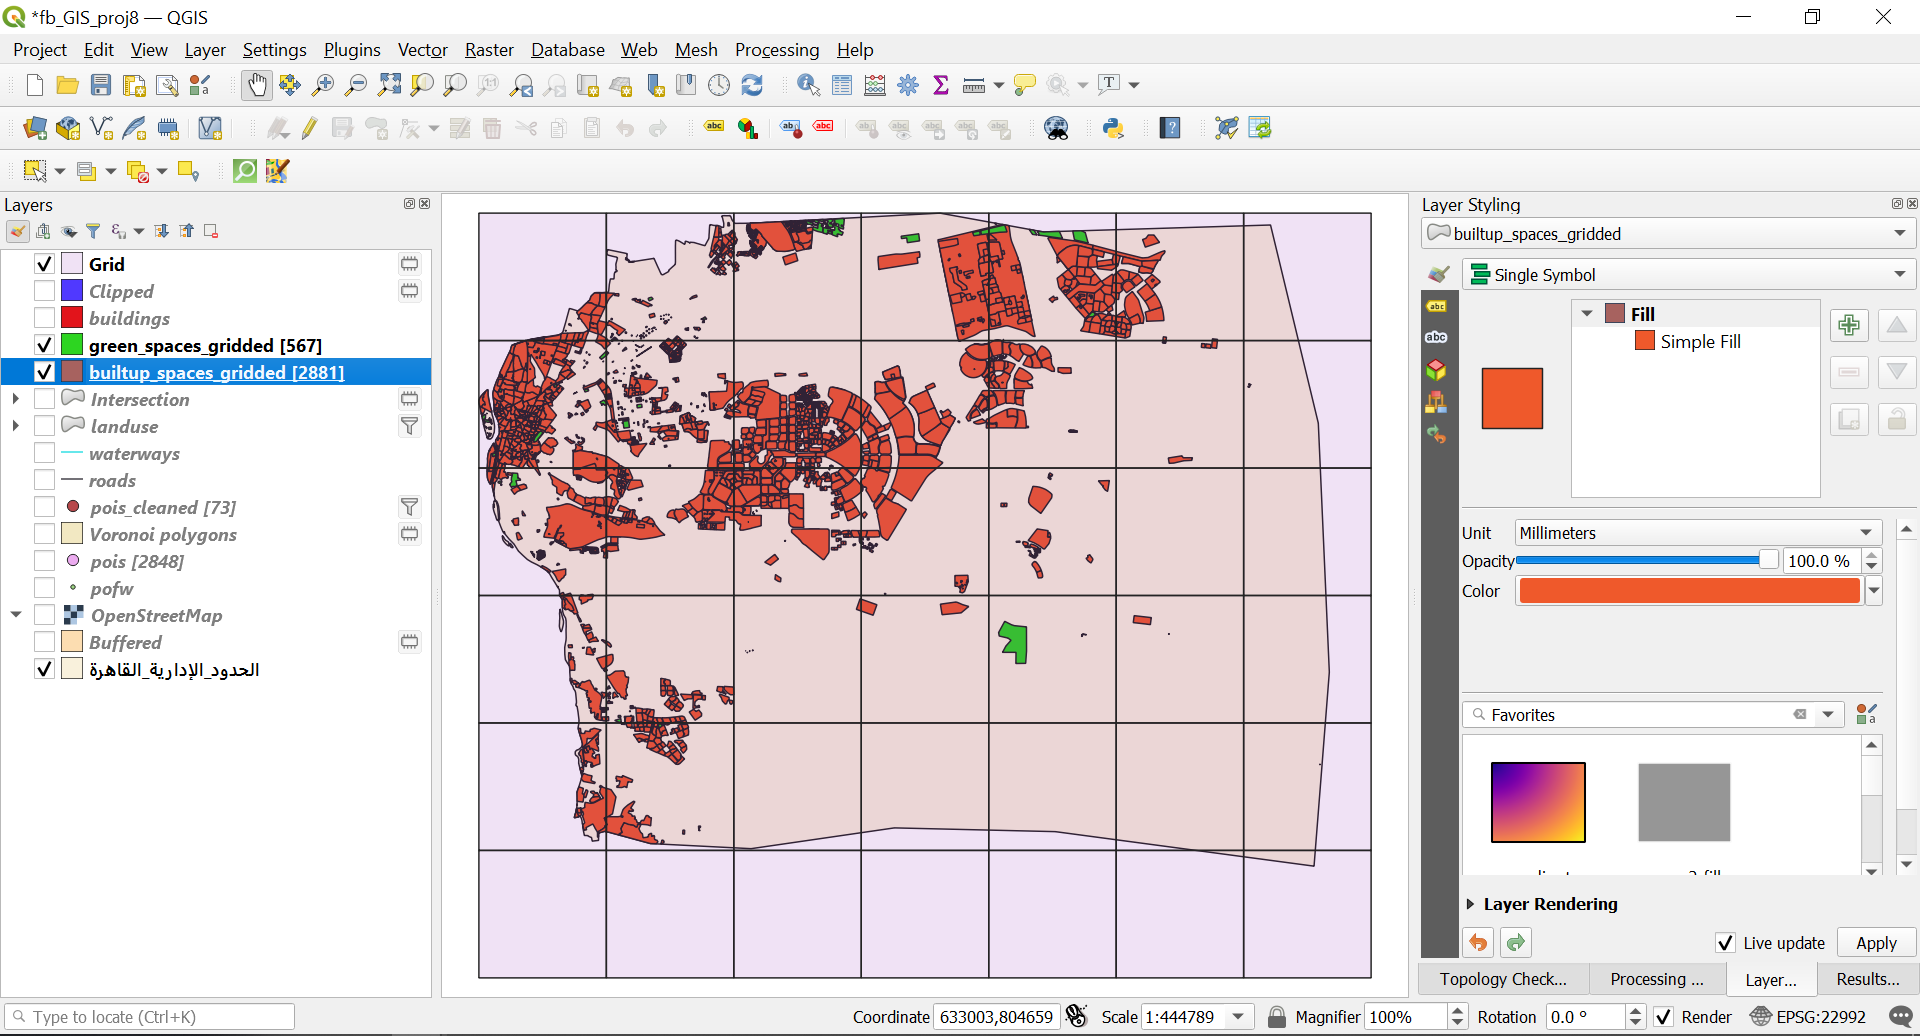 *fb_GIS_proj8 — QGIS
Project Edit View Layer Settings Plugins Vector Raster Database Web Mesh Processing Help
Layers
Grid
Clipped
buildings
green_spaces_gridded [567]
builtup_spaces_gridded [2881]
Intersection
landuse
waterways
roads
pois_cleaned [73]
Voronoi polygons
pois [2848]
pofw
OpenStreetMap
Buffered
الحدود_الإدارية_القاهرة
Layer Styling
builtup_spaces_gridded
Single Symbol
Fill
Simple Fill
Unit Millimeters
Opacity 100.0 %
Color
Favorites
Layer Rendering
Live update Apply
Topology Check... Processing ... Layer... Results...
Type to locate (Ctrl+K) Coordinate 633003,804659 Scale 1:444789 Magnifier 100% Rotation 0.0 ° Render EPSG:22992